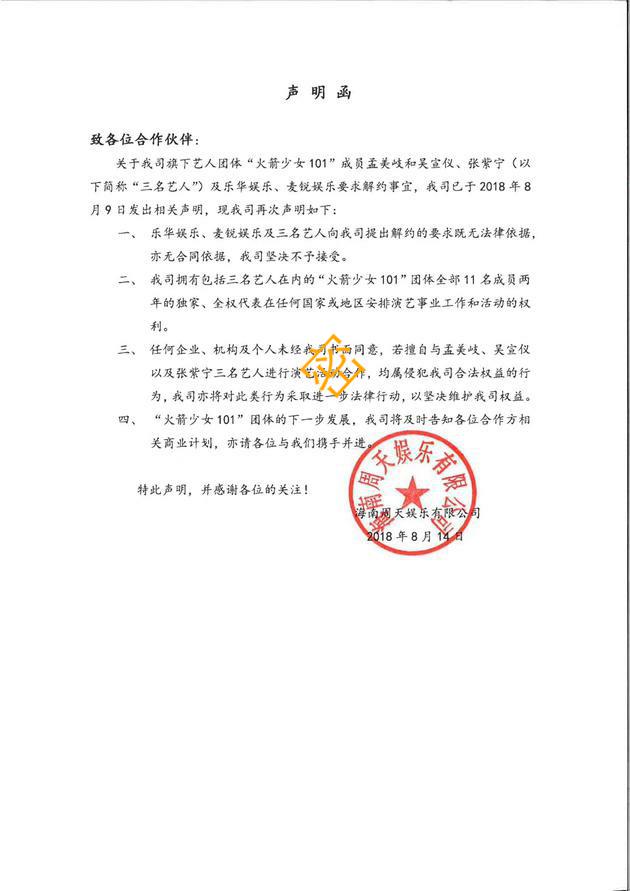 声 明 函
致各位合作伙伴：
关于我司旗下艺人团体“火箭少女101”成员孟美岐和吴宣仪、张紫宁（以
下简称“三名艺人”）及乐华娱乐、麦锐娱乐要求解约事宜，我司已于 2018 年 8
月 9 日发出相关声明，现我司再次声明如下：
一、 乐华娱乐、麦锐娱乐及三名艺人向我司提出解约的要求既无法律依据，
亦无合同依据，我司坚决不予接受。
二、 我司拥有包括三名艺人在内的“火箭少女 101”团体全部 11 名成员两
年的独家、全权代表在任何国家或地区安排演艺事业工作和活动的权
利。
三、 任何企业、机构及个人未经我司书面同意，若擅自与孟美岐、吴宣仪
以及张紫宁三名艺人进行演艺活动合作，均属侵犯我司合法权益的行
为，我司亦将对此类行为采取进一步法律行动，以坚决维护我司权益。
四、 “火箭少女 101”团体的下一步发展，我司将及时告知各位合作方相
关商业计划，亦请各位与我们携手并进。
特此声明，并感谢各位的关注！
海南周天娱乐有限公司
海南周天娱乐有限公司
2018 年 8 月 14 日